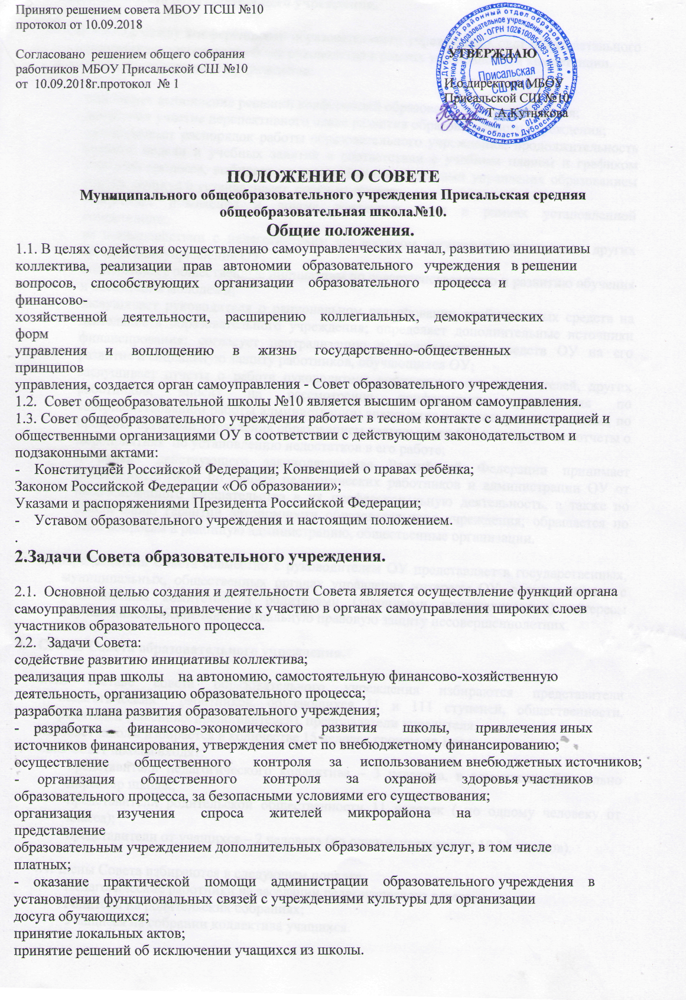 Принято решением совета МБОУ ПСШ №10
протокол от 10.09.2018
Согласовано  решением общего собрания
работников МБОУ Присальской СШ №10
от  10.09.2018г.протокол  № 1
УТВЕРЖДАЮ
И.о директора МБОУ
Присальской СШ №10
Т.А.Кутнякова
МБОУ
Присальская
СШ №10
ПОЛОЖЕНИЕ О СОВЕТЕ
Муниципального общеобразовательного учреждения Присальская средняя
общеобразовательная школа№10.
Общие положения.
1.1. В целях содействия осуществлению самоуправленческих начал, развитию инициативы
коллектива, реализации прав автономии образовательного учреждения в решении
вопросов, способствующих организации образовательного процесса и
финансово-
хозяйственной деятельности, расширению коллегиальных, демократических
форм
управления и воплощению в жизнь государственно-общественных
принципов
управления, создается орган самоуправления - Совет образовательного учреждения.
1.2.  Совет общеобразовательной школы №10 является высшим органом самоуправления.
1.3. Совет общеобразовательного учреждения работает в тесном контакте с администрацией и
общественными организациями ОУ в соответствии с действующим законодательством и
подзаконными актами:
-    Конституцией Российской Федерации; Конвенцией о правах ребёнка;
Законом Российской Федерации «Об образовании»;
Указами и распоряжениями Президента Российской Федерации;
-    Уставом образовательного учреждения и настоящим положением.
.
2.Задачи Совета образовательного учреждения.
2.1.  Основной целью создания и деятельности Совета является осуществление функций органа
самоуправления школы, привлечение к участию в органах самоуправления широких слоев
участников образовательного процесса.
2.2.   Задачи Совета:
содействие развитию инициативы коллектива;
реализация прав школы    на автономию, самостоятельную финансово-хозяйственную
деятельность, организацию образовательного процесса;
разработка плана развития образовательного учреждения;
-    разработка    финансово-экономического    развития    школы,    привлечения иных
источников финансирования, утверждения смет по внебюджетному финансированию;
осуществление    общественного    контроля    за    использованием внебюджетных источников;
-    организация    общественного    контроля    за    охраной    здоровья участников
образовательного процесса, за безопасными условиями его существования;
организация    изучения    спроса    жителей    микрорайона    на
представление
образовательным учреждением дополнительных образовательных услуг, в том числе
платных;
-    оказание    практической    помощи    администрации    образовательного учреждения    в
установлении функциональных связей с учреждениями культуры для организации
досуга обучающихся;
принятие локальных актов;
принятие решений об исключении учащихся из школы.